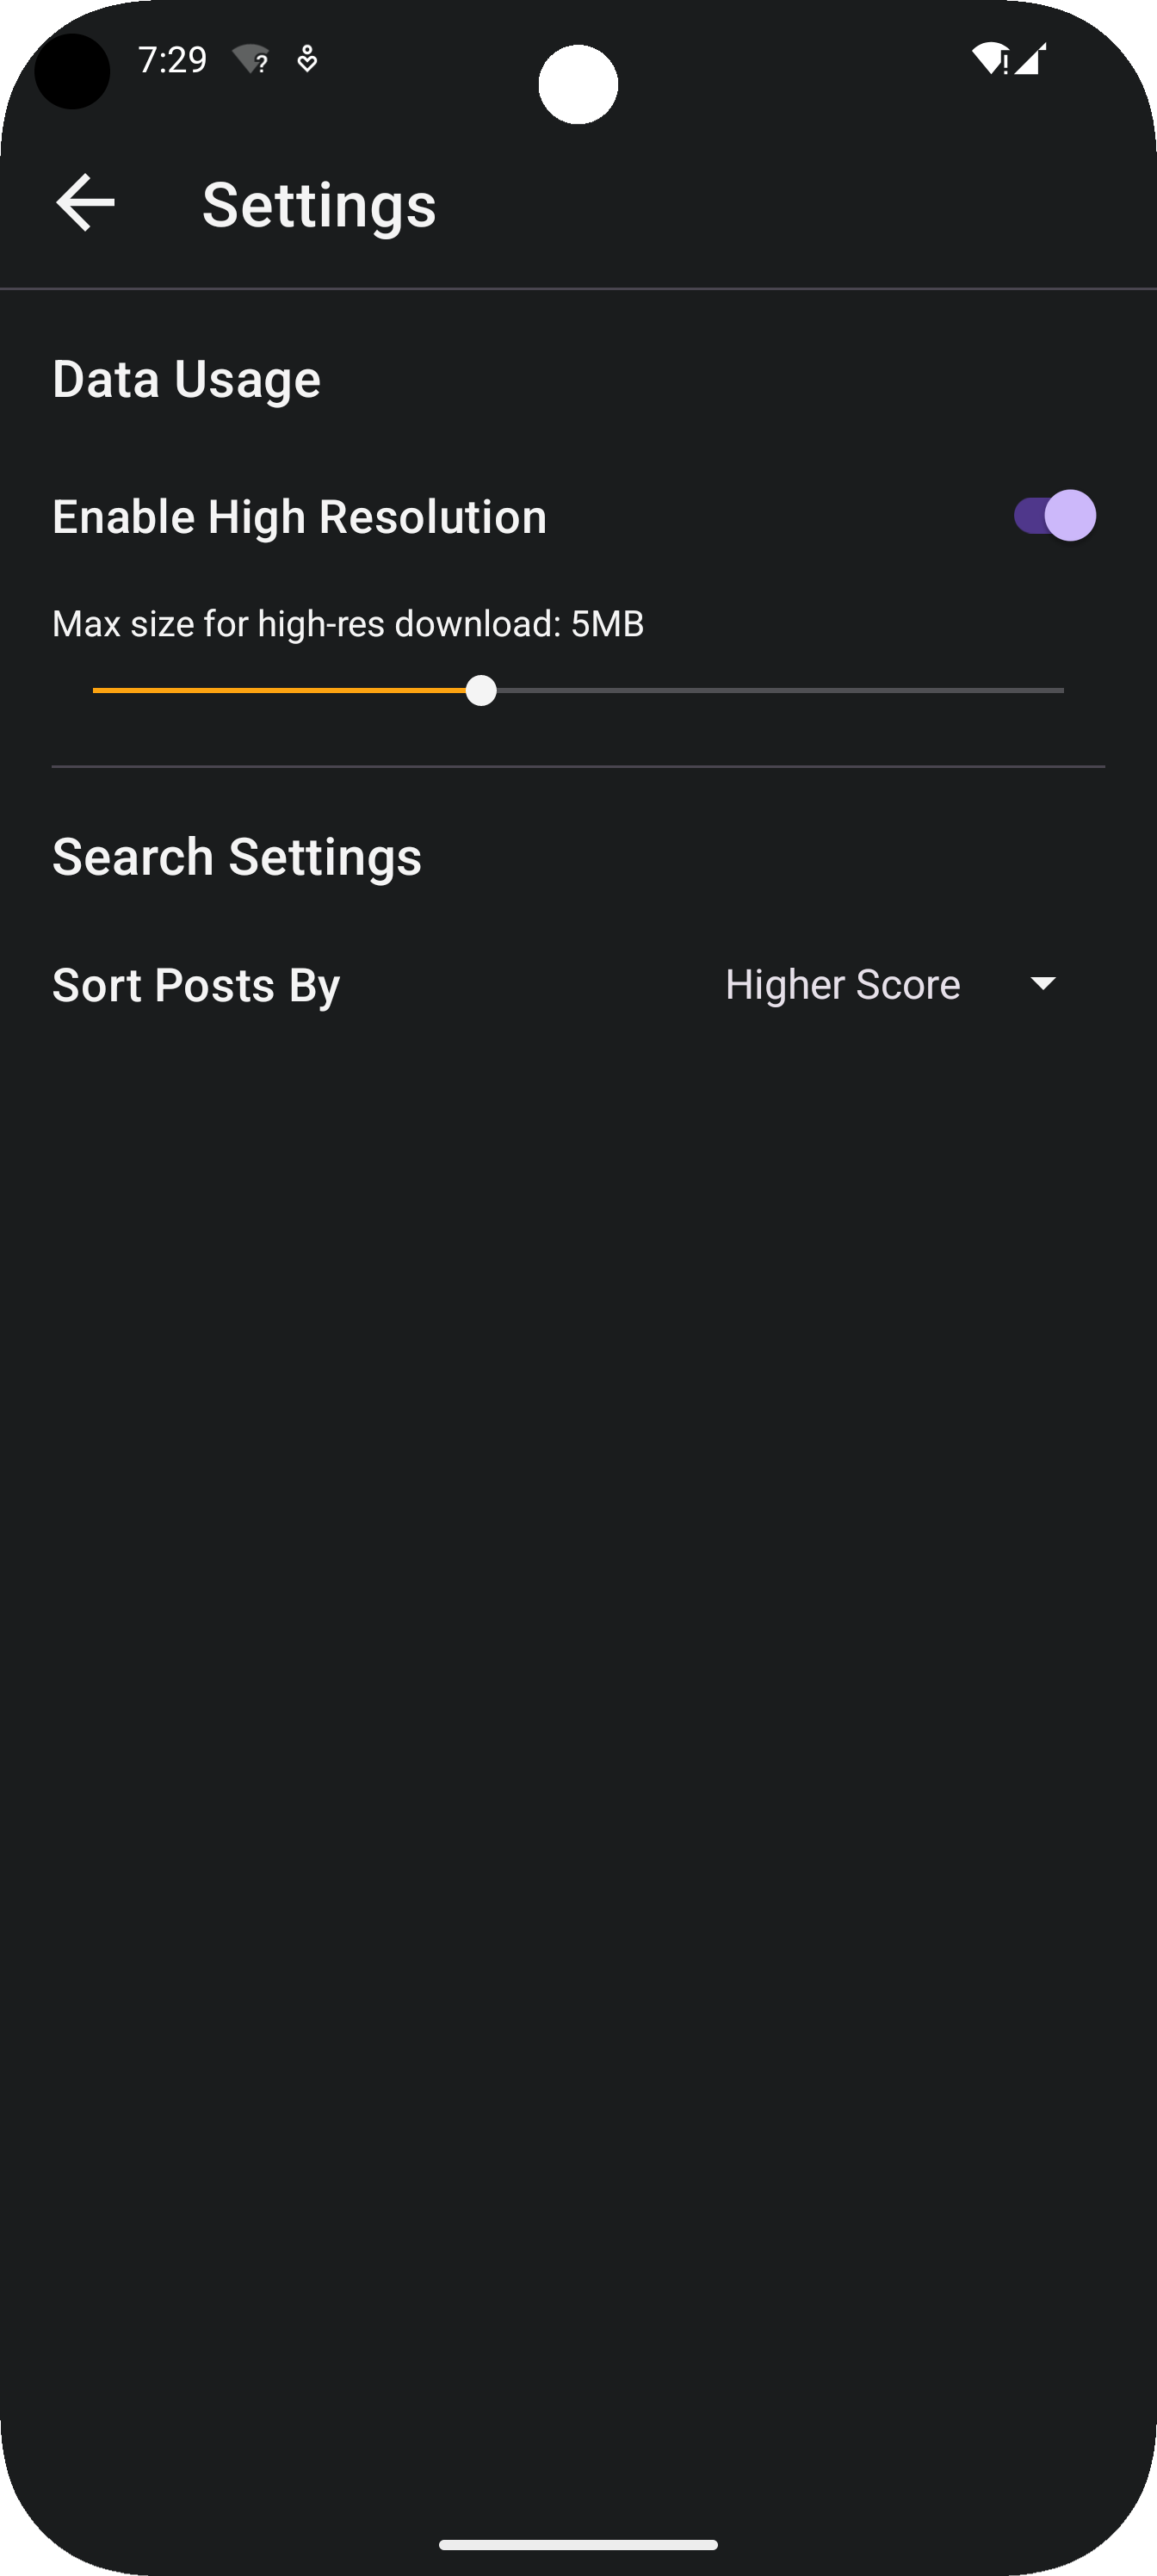 7:29
Settings
Data Usage
Enable High Resolution
Max size for high-res download: 5MB
Search Settings
Sort Posts By Higher Score